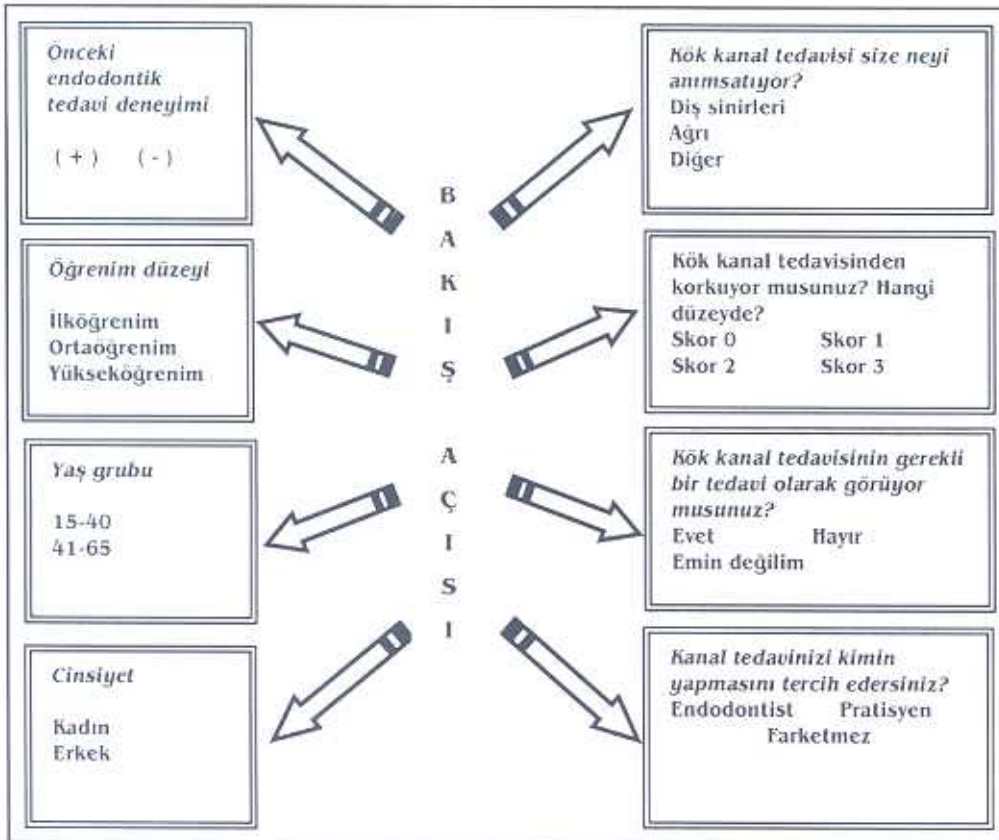 Önceki
endodontik
tedavi deneyimi
( + ) ( - )
Öğrenim düzeyi
İlköğrenim
Ortaöğrenim
Yükseköğrenim
Yaş grubu
15-40
41-65
Cinsiyet
Kadın
Erkek
B
A
K
I
Ş
A
Ç
I
S
I
Kök kanal tedavisi size neyi
anımsatıyor?
Diş sinirleri
Ağrı
Diğer
Kök kanal tedavisinden
korkuyor musunuz? Hangi
düzeyde?
Skor 0 Skor 1
Skor 2 Skor 3
Kök kanal tedavisinin gerekli
bir tedavi olarak görüyor
musunuz?
Evet Hayır
Emin değilim
Kanal tedavinizi kimin
yapmasını tercih edersiniz?
Endodontist Pratisyen
Farketmez